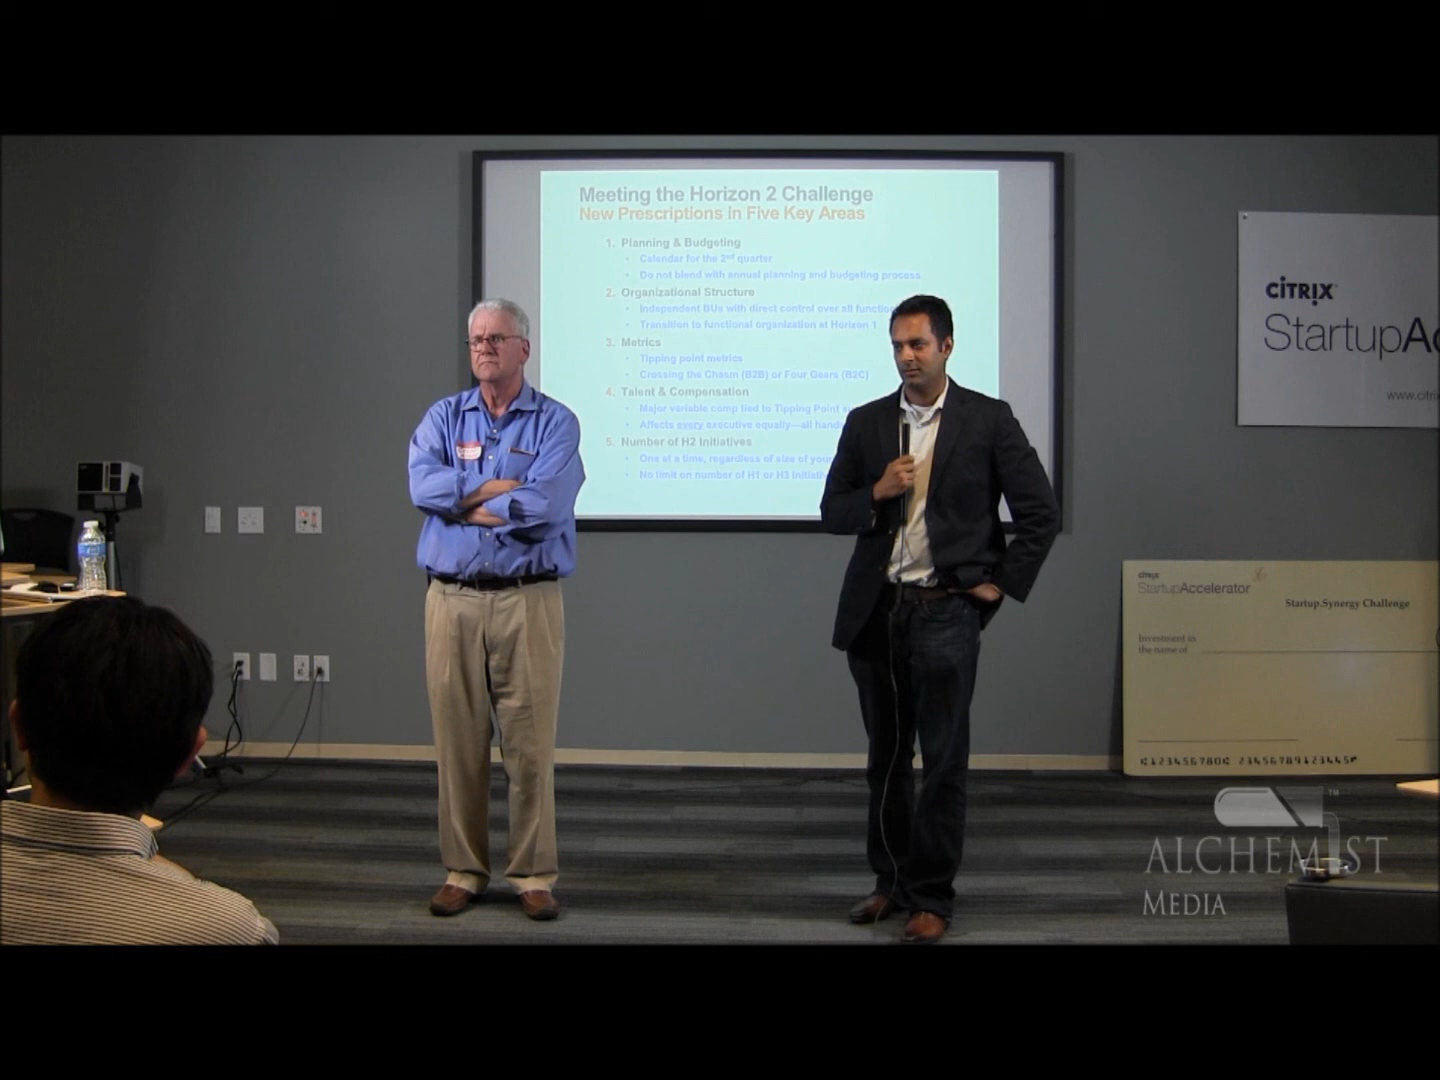 Meeting the Horizon 2 Challenge
New Prescriptions in Five Key Areas
1. Planning & Budgeting
• Calendar for the 2nd quarter
• Do not blend with annual planning and budgeting process
2. Organizational Structure
• Independent BUs with direct control over all
• Transition to functional organization at Horizon 1
3. Metrics
• Tipping point metrics
• Crossing the Chasm (B2B) or Four Gears (B2C)
4. Talent & Compensation
• Major variable comp tied to Tipping Point
• Affects every executive equally—all
5. Number of H2 Initiatives
• One at a time, regardless of size of
• No limit on number of H1 or H3
CITRIX
StartupAc
www.citri
citrix
StartupAccelerator
Startup.Synergy Challenge
Investment in
the name of
ALCHEMIST
TM
MEDIA